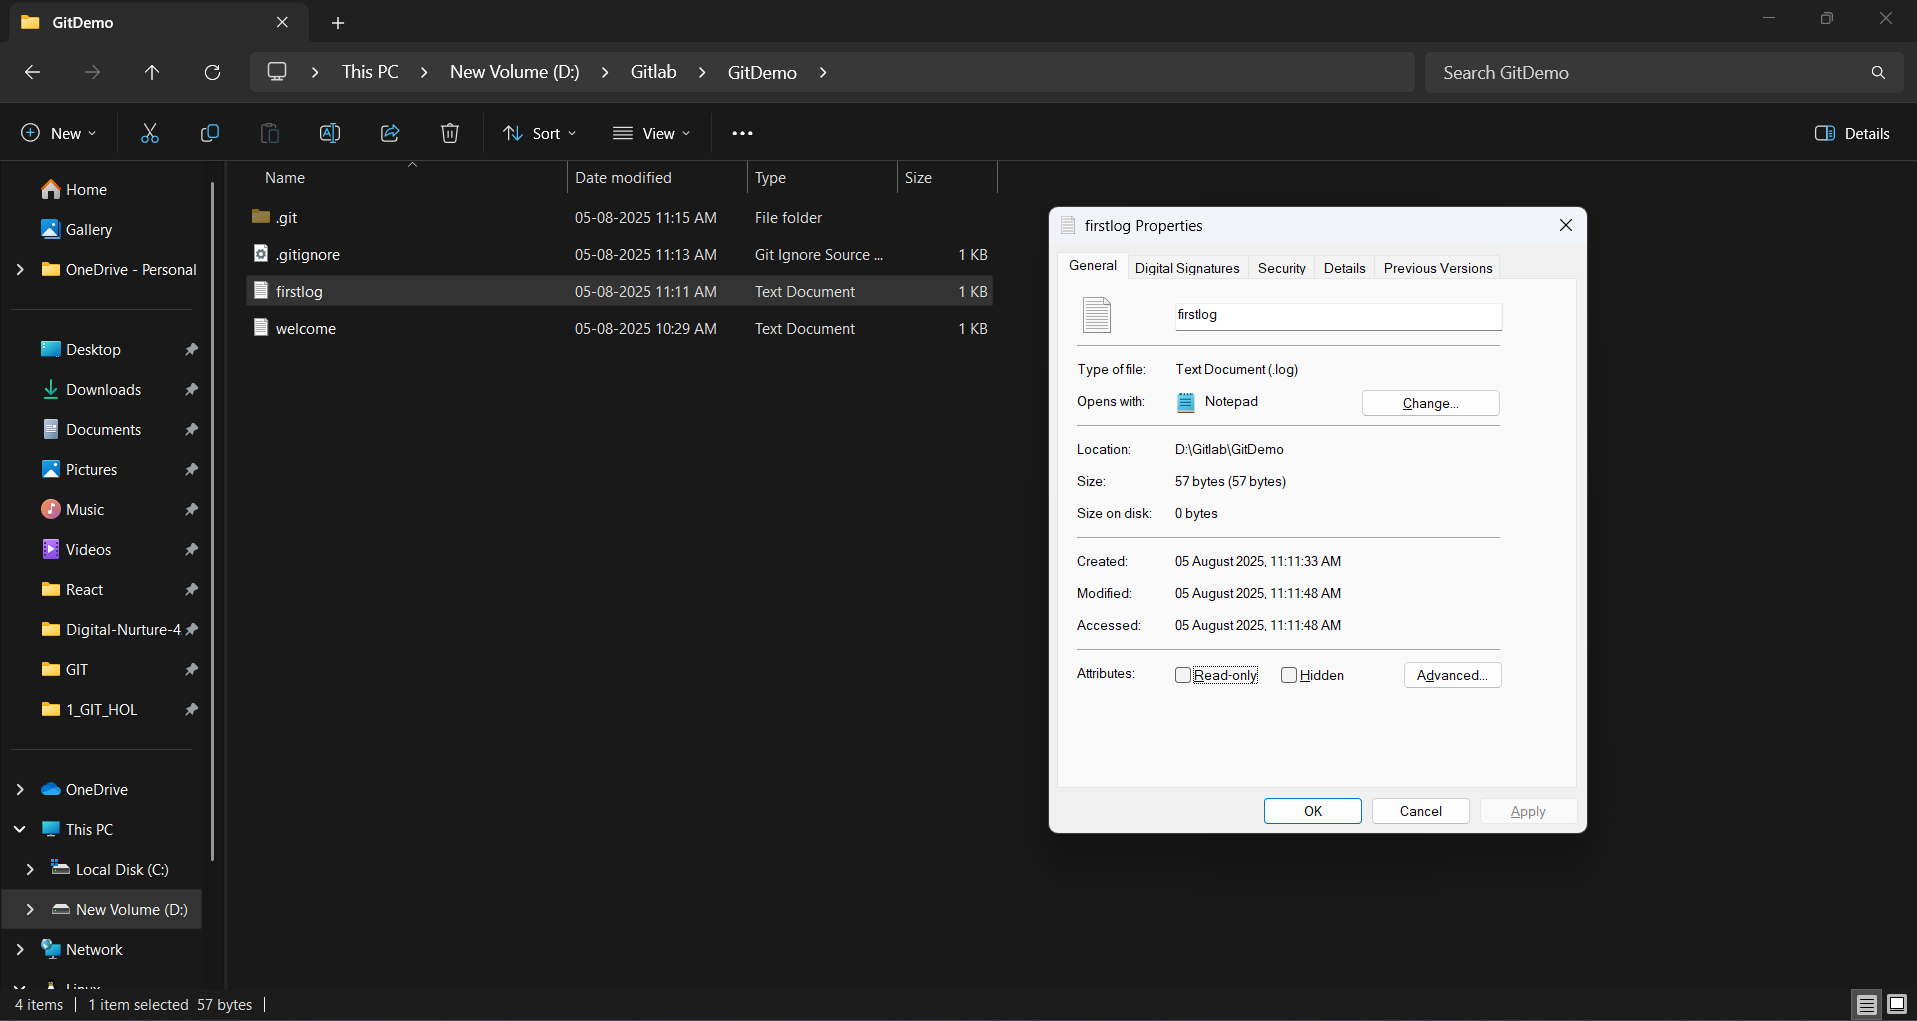 GitDemo
This PC
New Volume (D:)
Gitlab
GitDemo
Search GitDemo
New
Sort
View
Details
Home
Gallery
OneDrive - Personal
Desktop
Downloads
Documents
Pictures
Music
Videos
React
Digital-Nurture-4
GIT
1_GIT_HOL
OneDrive
This PC
Local Disk (C:)
New Volume (D:)
Network
Linux
Name Date modified Type Size
.git 05-08-2025 11:15 AM File folder
.gitignore 05-08-2025 11:13 AM Git Ignore Source ... 1 KB
firstlog 05-08-2025 11:11 AM Text Document 1 KB
welcome 05-08-2025 10:29 AM Text Document 1 KB
firstlog Properties
General Digital Signatures Security Details Previous Versions
firstlog
Type of file: Text Document (.log)
Opens with: Notepad Change...
Location: D:\Gitlab\GitDemo
Size: 57 bytes (57 bytes)
Size on disk: 0 bytes
Created: 05 August 2025, 11:11:33 AM
Modified: 05 August 2025, 11:11:48 AM
Accessed: 05 August 2025, 11:11:48 AM
Attributes: Read-only Hidden Advanced...
OK Cancel Apply
4 items 1 item selected 57 bytes